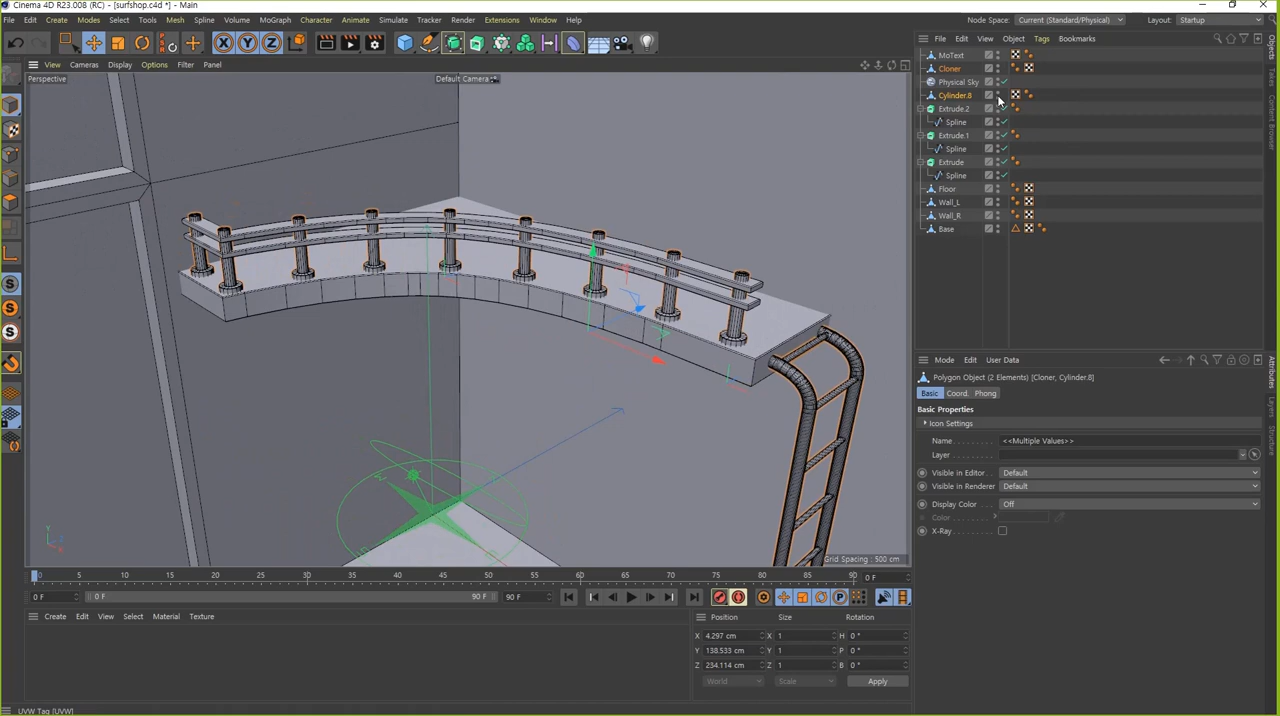 Cinema 4D R23.008 (RC) - [surfshop.c4d *] - Main
File Edit Create Modes Select Tools Mesh Spline Volume MoGraph Character Animate Simulate Tracker Render Extensions Window Help
Node Space: Current (Standard/Physical) Layout: Startup
View Cameras Display Options Filter Panel
Perspective
Default Camera
Grid Spacing : 500 cm
File Edit View Object Tags Bookmarks
MoText
Cloner
Physical Sky
Cylinder.8
Extrude.2
Spline
Extrude.1
Spline
Extrude
Spline
Floor
Wall_L
Wall_R
Base
Objects
Takes
Content Browser
Mode Edit User Data
Polygon Object (2 Elements) [Cloner, Cylinder.8]
Basic Coord. Phong
Basic Properties
Icon Settings
Name <<Multiple Values>>
Layer
Visible in Editor Default
Visible in Renderer Default
Display Color Off
Color
X-Ray
Attributes
Layers
Structure
0 5 10 15 20 25 30 35 40 45 50 55 60 65 70 75 80 85 90 0 F
0 F 0 F 90 F 90 F
Create Edit View Select Material Texture
Position Size Rotation
X 4.297 cm X 1 H 0 °
Y 138.533 cm Y 1 P 0 °
Z 234.114 cm Z 1 B 0 °
World Scale Apply
UVW Tag [UVW]